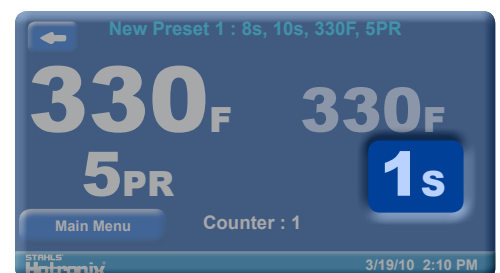 New Preset 1 : 8s, 10s, 330F, 5PR
330F 330F
5PR 1s
Main Menu Counter : 1
STAHLS'
Hotronix 3/19/10 2:10 PM